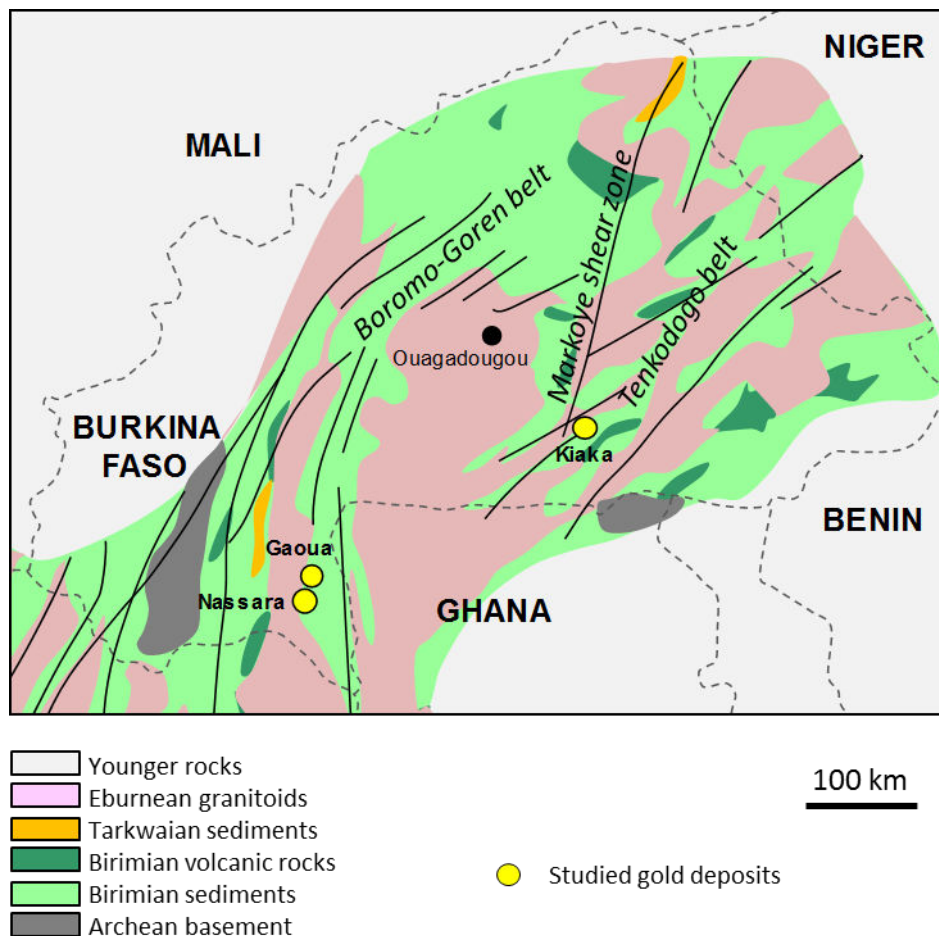 NIGER
MALI
Boromo-Goren belt
Markoye shear zone
Tenkodogo belt
Ouagadougou
BURKINA
FASO
Kiaka
BENIN
Gaoua
Nassara
GHANA
Younger rocks
Eburnean granitoids
Tarkwaian sediments
Birimian volcanic rocks
Birimian sediments
Archean basement
100 km
Studied gold deposits